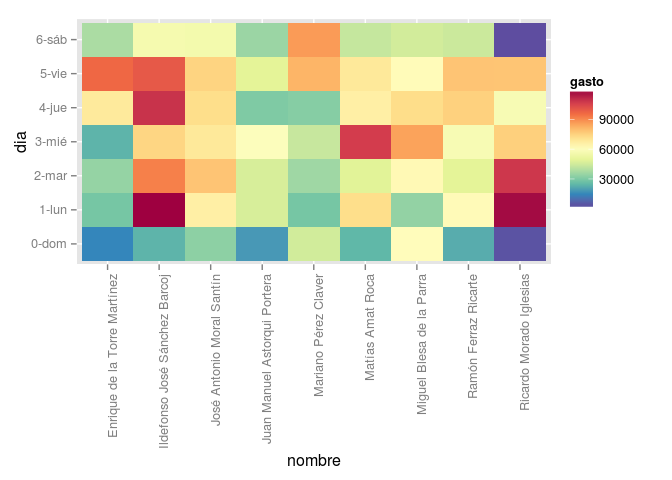 6-sáb
5-vie
4-jue
3-mié
2-mar
1-lun
0-dom
dia
Enrique de la Torre Martínez
Ildefonso José Sánchez Barcoj
José Antonio Moral Santín
Juan Manuel Astorqui Portera
Mariano Pérez Claver
Matías Amat Roca
Miguel Blesa de la Parra
Ramón Ferraz Ricarte
Ricardo Morado Iglesias
nombre
gasto
90000
60000
30000